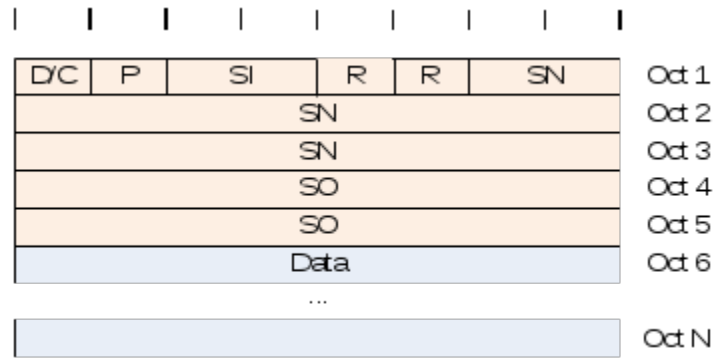 D/C P SI R R SN Oct 1
SN Oct 2
SN Oct 3
SO Oct 4
SO Oct 5
Data Oct 6
...
Oct N